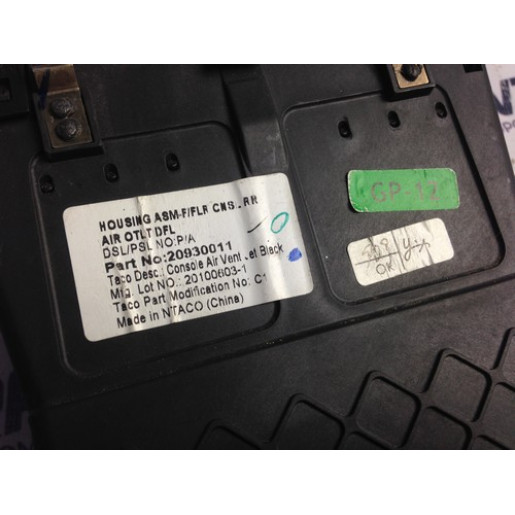 HOUSING ASM-F/FLR CNSL RR
AIR OTLT DFL
DSL/PSL NO:P/A
Part No:20930011
Taco Desc.: Console Air Vent Jet Black
Mfg. Lot NO.: 20100603-1
Taco Part Modification No: C1
Made in NTACO (China)
GP-12
OK